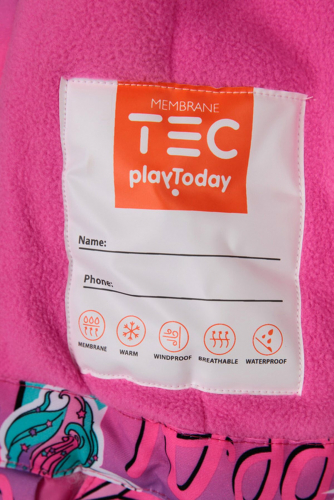 MEMBRANE
TEC
playToday
Name:
Phone:
MEMBRANE WARM WINDPROOF BREATHABLE WATERPROOF